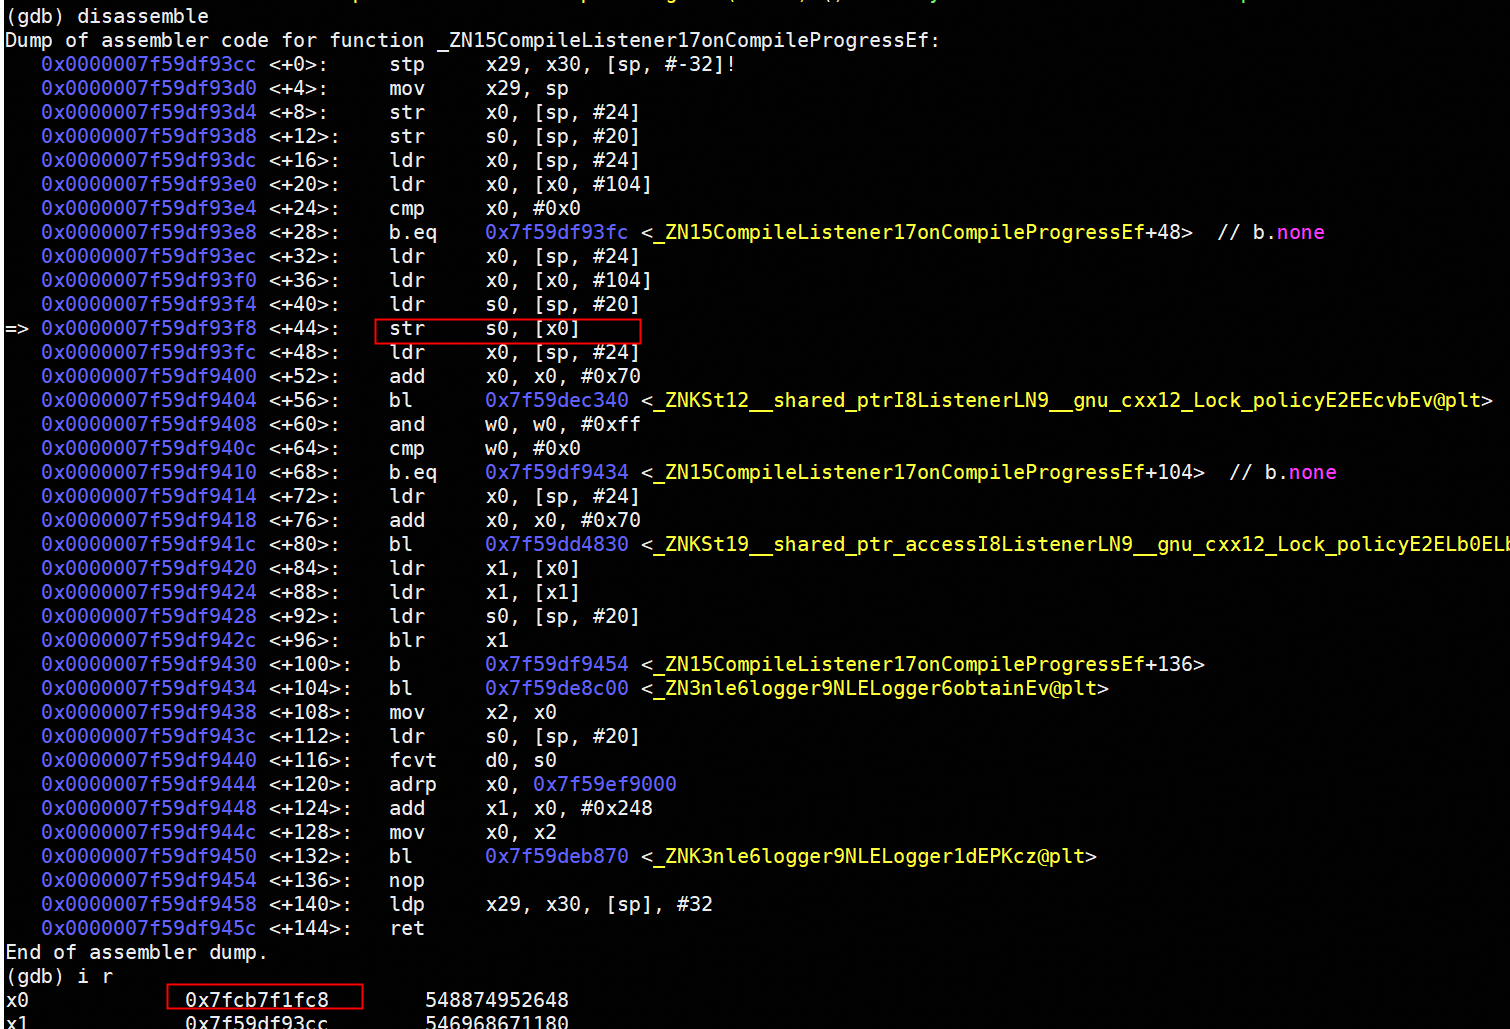 (gdb) disassemble
Dump of assembler code for function _ZN15CompileListener17onCompileProgressEf:
   0x0000007f59df93cc <+0>:     stp     x29, x30, [sp, #-32]!
   0x0000007f59df93d0 <+4>:     mov     x29, sp
   0x0000007f59df93d4 <+8>:     str     x0, [sp, #24]
   0x0000007f59df93d8 <+12>:    str     s0, [sp, #20]
   0x0000007f59df93dc <+16>:    ldr     x0, [sp, #24]
   0x0000007f59df93e0 <+20>:    ldr     x0, [x0, #104]
   0x0000007f59df93e4 <+24>:    cmp     x0, #0x0
   0x0000007f59df93e8 <+28>:    b.eq    0x7f59df93fc <_ZN15CompileListener17onCompileProgressEf+48>  // b.none
   0x0000007f59df93ec <+32>:    ldr     x0, [sp, #24]
   0x0000007f59df93f0 <+36>:    ldr     x0, [x0, #104]
   0x0000007f59df93f4 <+40>:    ldr     s0, [sp, #20]
=> 0x0000007f59df93f8 <+44>:    str     s0, [x0]
   0x0000007f59df93fc <+48>:    ldr     x0, [sp, #24]
   0x0000007f59df9400 <+52>:    add     x0, x0, #0x70
   0x0000007f59df9404 <+56>:    bl      0x7f59dec340 <_ZNKSt12__shared_ptrI8ListenerLN9__gnu_cxx12_Lock_policyE2EEcvbEv@plt>
   0x0000007f59df9408 <+60>:    and     w0, w0, #0xff
   0x0000007f59df940c <+64>:    cmp     w0, #0x0
   0x0000007f59df9410 <+68>:    b.eq    0x7f59df9434 <_ZN15CompileListener17onCompileProgressEf+104>  // b.none
   0x0000007f59df9414 <+72>:    ldr     x0, [sp, #24]
   0x0000007f59df9418 <+76>:    add     x0, x0, #0x70
   0x0000007f59df941c <+80>:    bl      0x7f59dd4830 <_ZNKSt19__shared_ptr_accessI8ListenerLN9__gnu_cxx12_Lock_policyE2ELb0EL
   0x0000007f59df9420 <+84>:    ldr     x1, [x0]
   0x0000007f59df9424 <+88>:    ldr     x1, [x1]
   0x0000007f59df9428 <+92>:    ldr     s0, [sp, #20]
   0x0000007f59df942c <+96>:    blr     x1
   0x0000007f59df9430 <+100>:   b       0x7f59df9454 <_ZN15CompileListener17onCompileProgressEf+136>
   0x0000007f59df9434 <+104>:   bl      0x7f59de8c00 <_ZN3nle6logger9NLELogger6obtainEv@plt>
   0x0000007f59df9438 <+108>:   mov     x2, x0
   0x0000007f59df943c <+112>:   ldr     s0, [sp, #20]
   0x0000007f59df9440 <+116>:   fcvt    d0, s0
   0x0000007f59df9444 <+120>:   adrp    x0, 0x7f59ef9000
   0x0000007f59df9448 <+124>:   add     x1, x0, #0x248
   0x0000007f59df944c <+128>:   mov     x0, x2
   0x0000007f59df9450 <+132>:   bl      0x7f59deb870 <_ZNK3nle6logger9NLELogger1dEPKcz@plt>
   0x0000007f59df9454 <+136>:   nop
   0x0000007f59df9458 <+140>:   ldp     x29, x30, [sp], #32
   0x0000007f59df945c <+144>:   ret
End of assembler dump.
(gdb) i r
x0             0x7fcb7f1fc8        548874952648
x1             0x7f59df93cc        546968671180